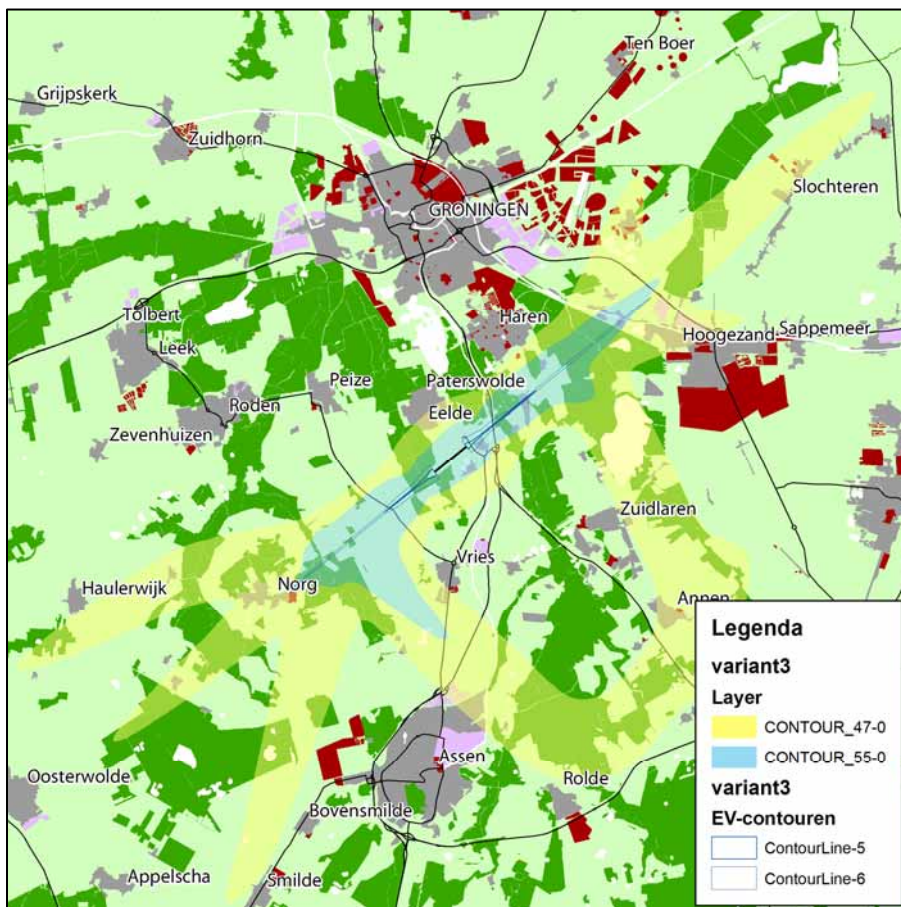 Ten Boer
Grijpskerk
Zuidhorn
Slochteren
GRONINGEN
Tolbert
Haren
Hoogezand
Sappemeer
Leek
Peize
Paterswolde
Roden
Eelde
Zevenhuizen
Zuidlaren
Vries
Haulerwijk
Norg
Annen
Assen
Oosterwolde
Rolde
Bovensmilde
Appelscha
Smilde
Legenda
variant3
Layer
CONTOUR_47-0
CONTOUR_55-0
variant3
EV-contouren
ContourLine-5
ContourLine-6